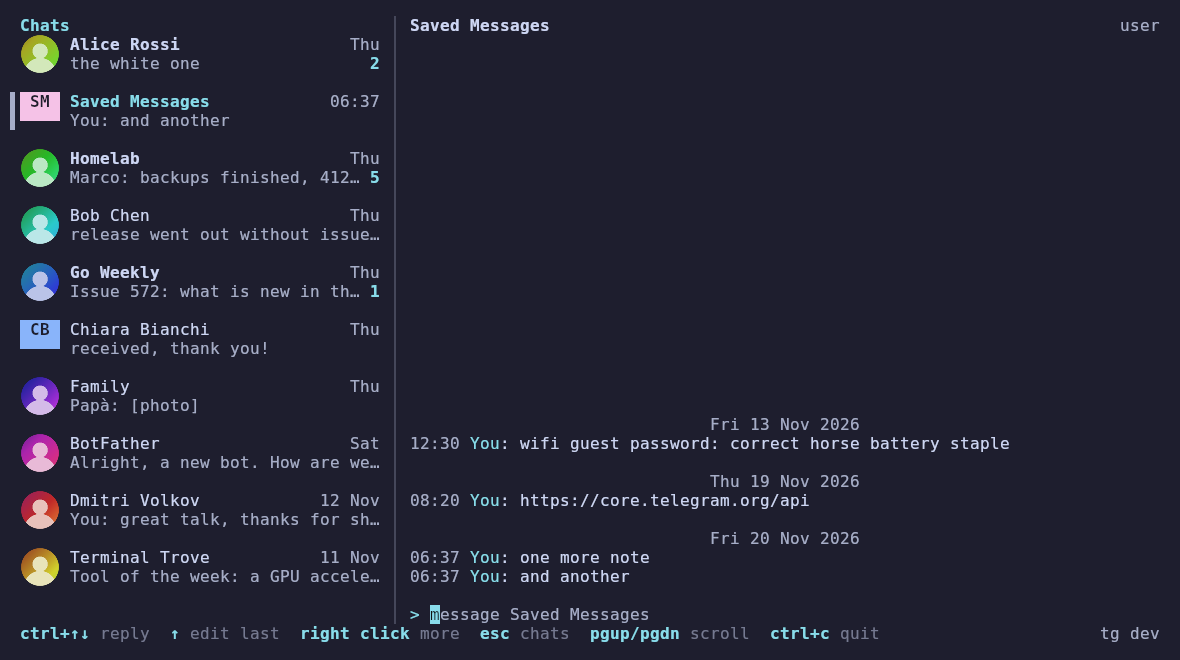 Chats
Alice Rossi Thu
the white one 2
SM Saved Messages 06:37
You: and another
Homelab Thu
Marco: backups finished, 412… 5
Bob Chen Thu
release went out without issue…
Go Weekly Thu
Issue 572: what is new in th… 1
CB Chiara Bianchi Thu
received, thank you!
Family Thu
Papà: [photo]
BotFather Sat
Alright, a new bot. How are we…
Dmitri Volkov 12 Nov
You: great talk, thanks for sh…
Terminal Trove 11 Nov
Tool of the week: a GPU accele…
Saved Messages user
Fri 13 Nov 2026
12:30 You: wifi guest password: correct horse battery staple
Thu 19 Nov 2026
08:20 You: https://core.telegram.org/api
Fri 20 Nov 2026
06:37 You: one more note
06:37 You: and another
> message Saved Messages
ctrl+↑↓ reply ↑ edit last right click more esc chats pgup/pgdn scroll ctrl+c quit tg dev